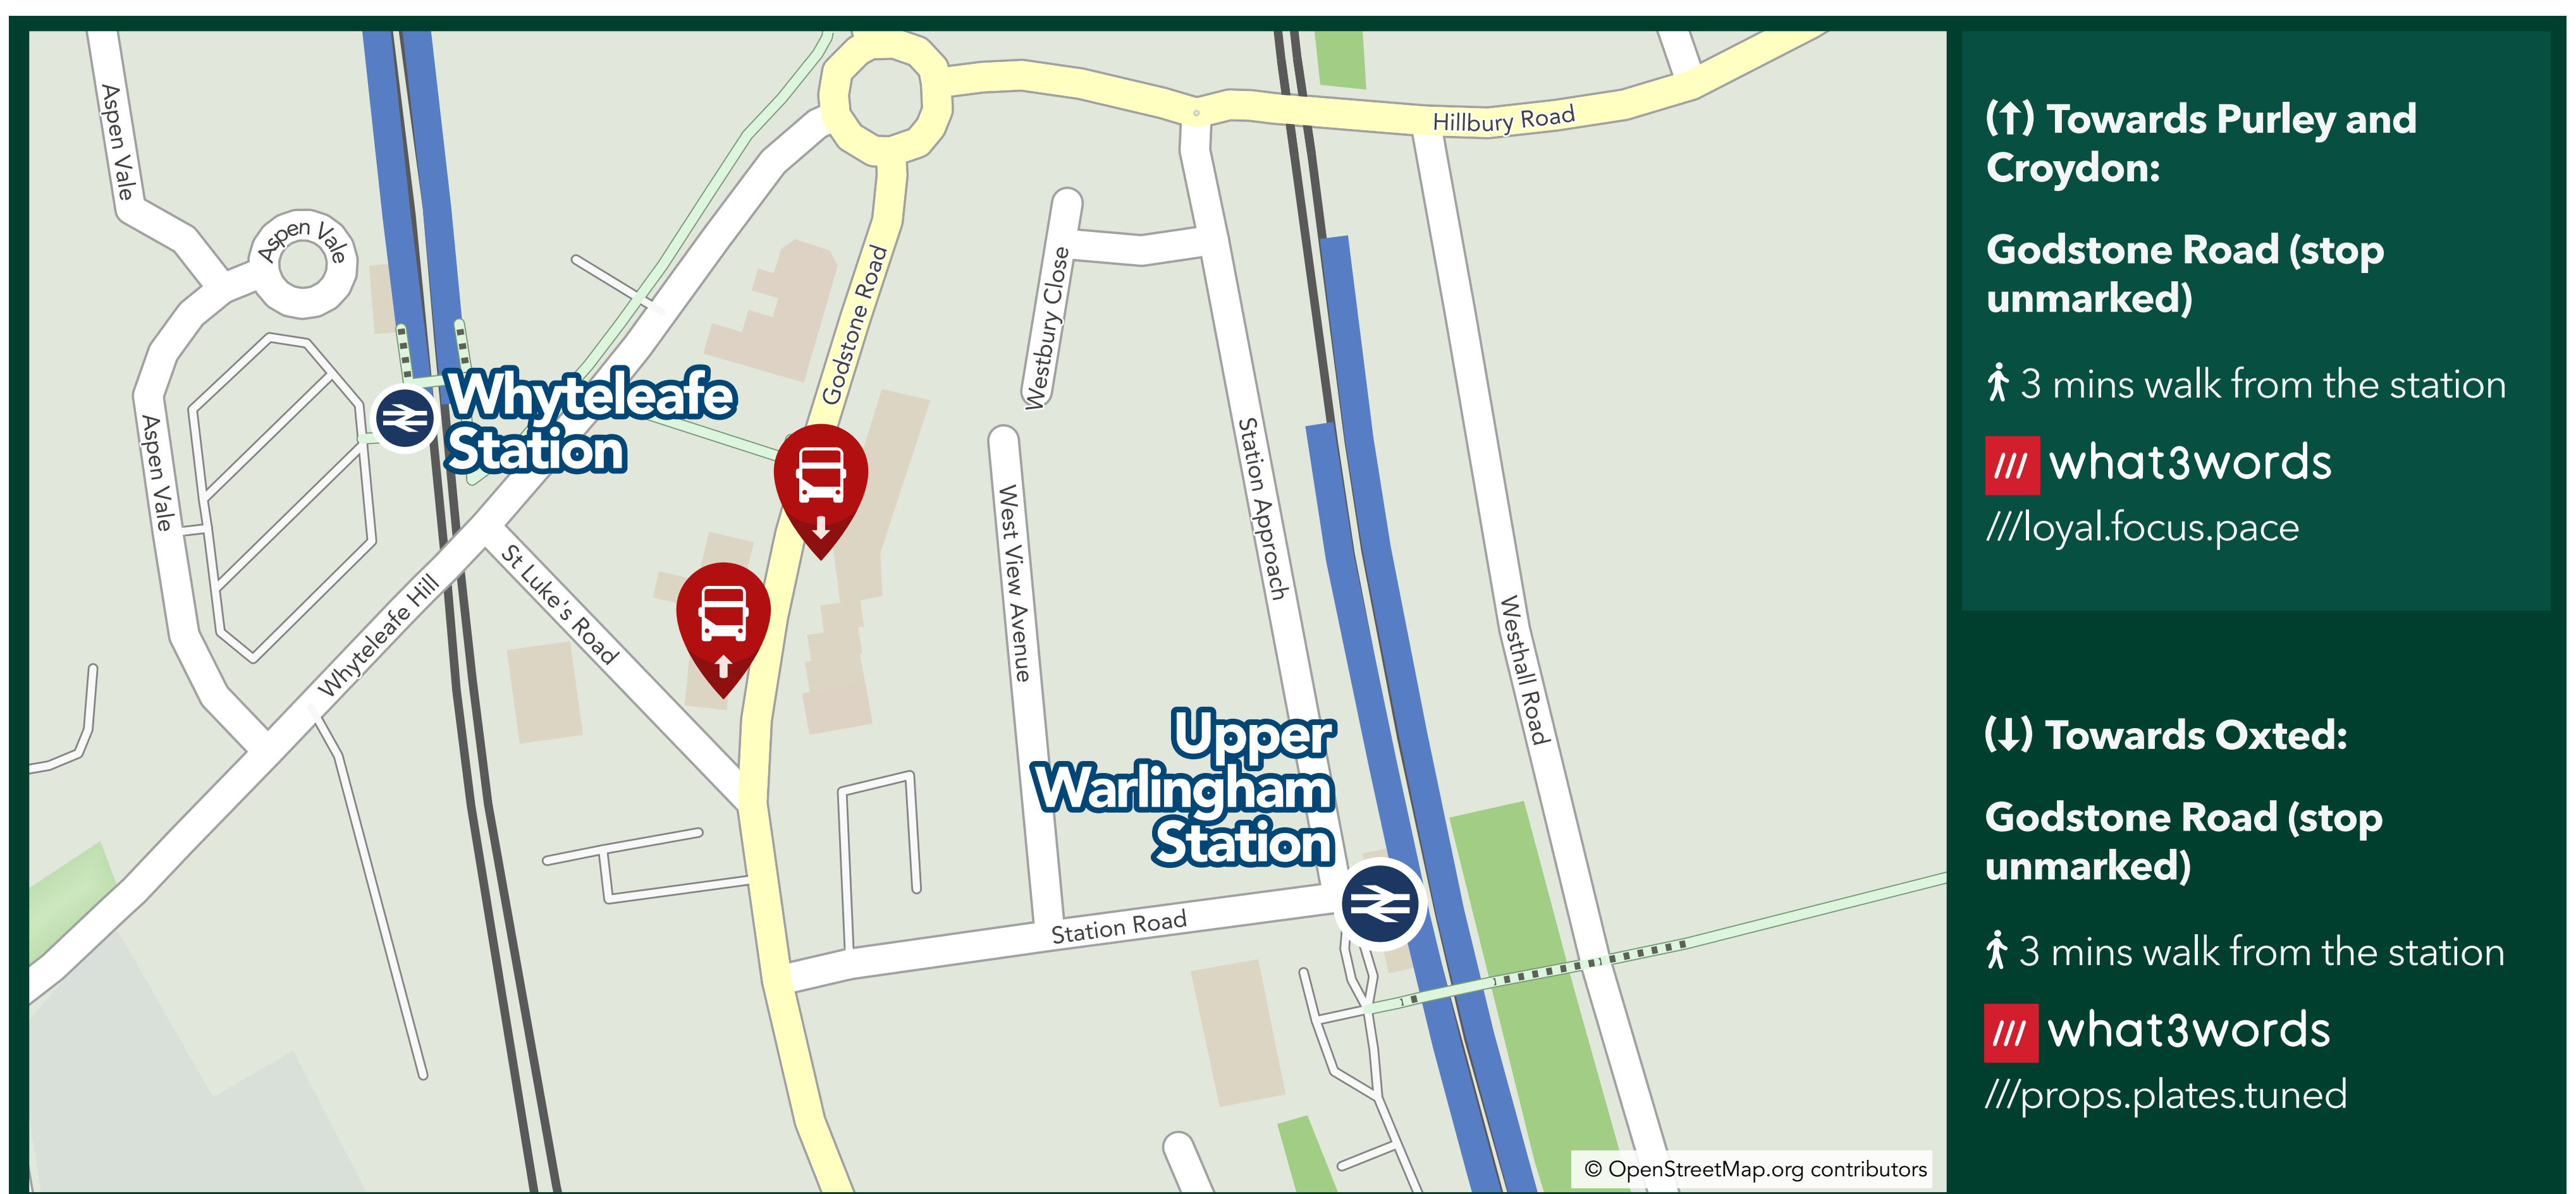 Aspen Vale
Aspen Vale
Aspen Vale
Hillbury Road
Godstone Road
Westbury Close
Whyteleafe
Station
Station Approach
West View Avenue
St Luke's Road
Whyteleafe Hill
Westhall Road
Upper
Warlingham
Station
Station Road
© OpenStreetMap.org contributors
(↑) Towards Purley and
Croydon:
Godstone Road (stop
unmarked)
3 mins walk from the station
/// what3words
///loyal.focus.pace
(↓) Towards Oxted:
Godstone Road (stop
unmarked)
3 mins walk from the station
/// what3words
///props.plates.tuned